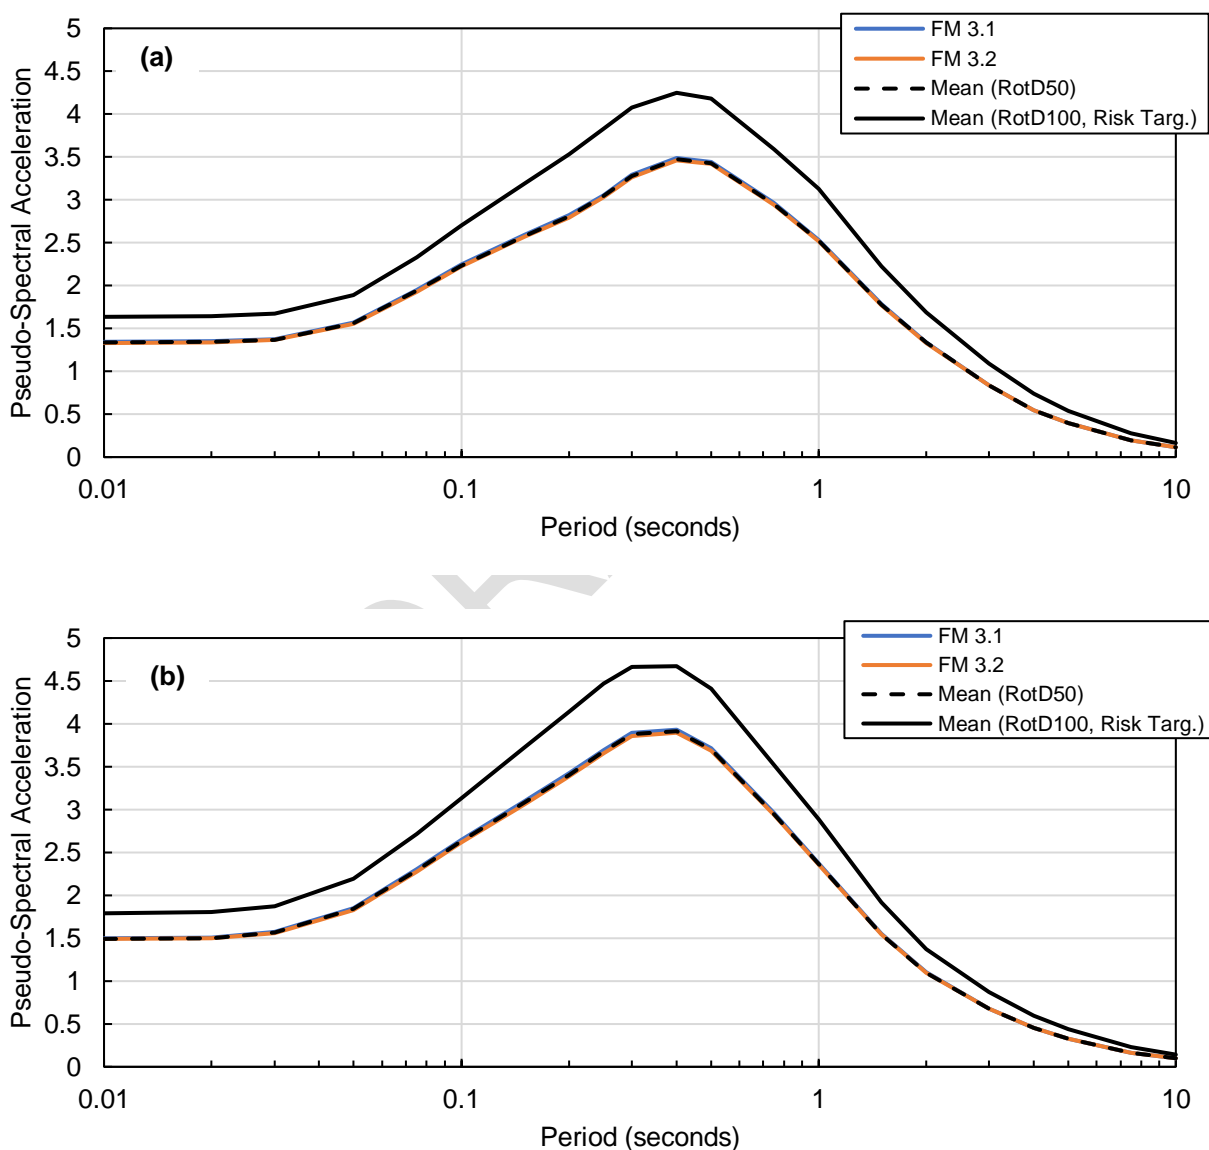 (a)
FM 3.1
FM 3.2
Mean (RotD50)
Mean (RotD100, Risk Targ.)
Pseudo-Spectral Acceleration
5
4.5
4
3.5
3
2.5
2
1.5
1
0.5
0
0.01
0.1
1
10
Period (seconds)
(b)
FM 3.1
FM 3.2
Mean (RotD50)
Mean (RotD100, Risk Targ.)
Pseudo-Spectral Acceleration
5
4.5
4
3.5
3
2.5
2
1.5
1
0.5
0
0.01
0.1
1
10
Period (seconds)